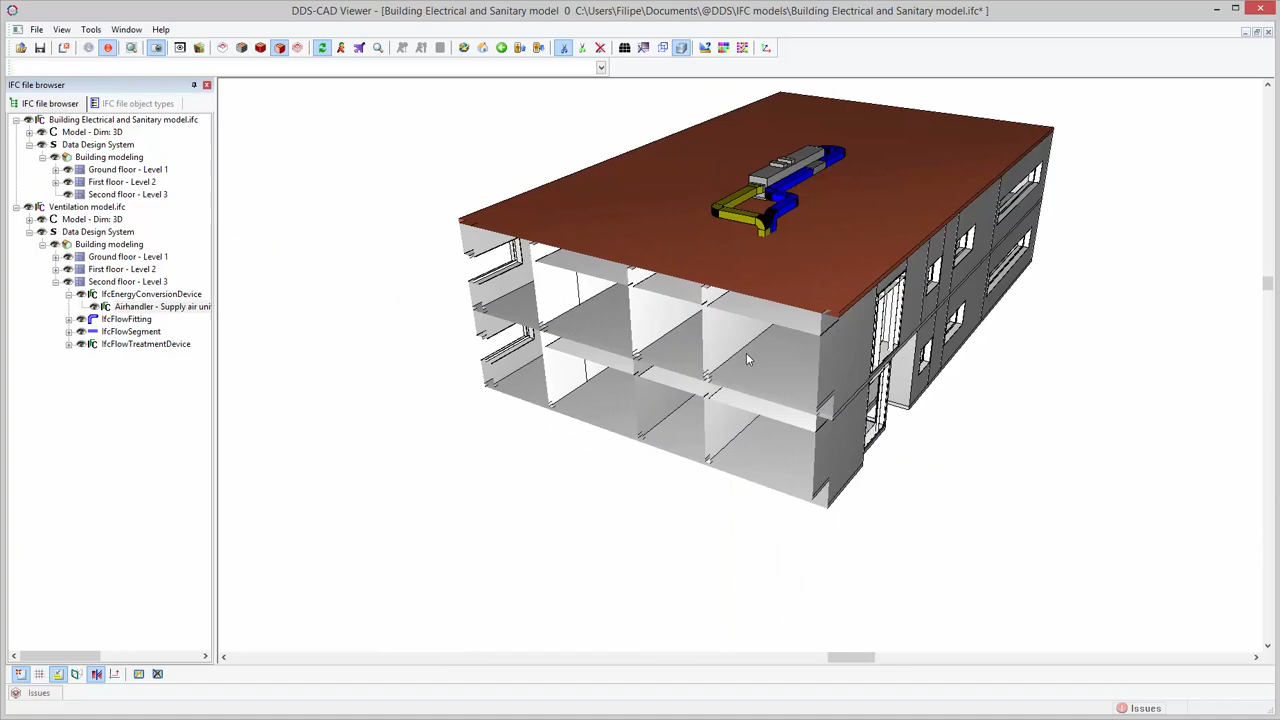 DDS-CAD Viewer - [Building Electrical and Sanitary model  0  C:\Users\Filipe\Documents\@DDS\IFC models\Building Electrical and Sanitary model.ifc* ]
File View Tools Window Help
IFC file browser
IFC file browser IFC file object types
Building Electrical and Sanitary model.ifc
C Model - Dim: 3D
S Data Design System
Building modeling
Ground floor - Level 1
First floor - Level 2
Second floor - Level 3
Ventilation model.ifc
C Model - Dim: 3D
S Data Design System
Building modeling
Ground floor - Level 1
First floor - Level 2
Second floor - Level 3
IfcEnergyConversionDevice
Airhandler - Supply air uni
IfcFlowFitting
IfcFlowSegment
IfcFlowTreatmentDevice
Issues
Issues